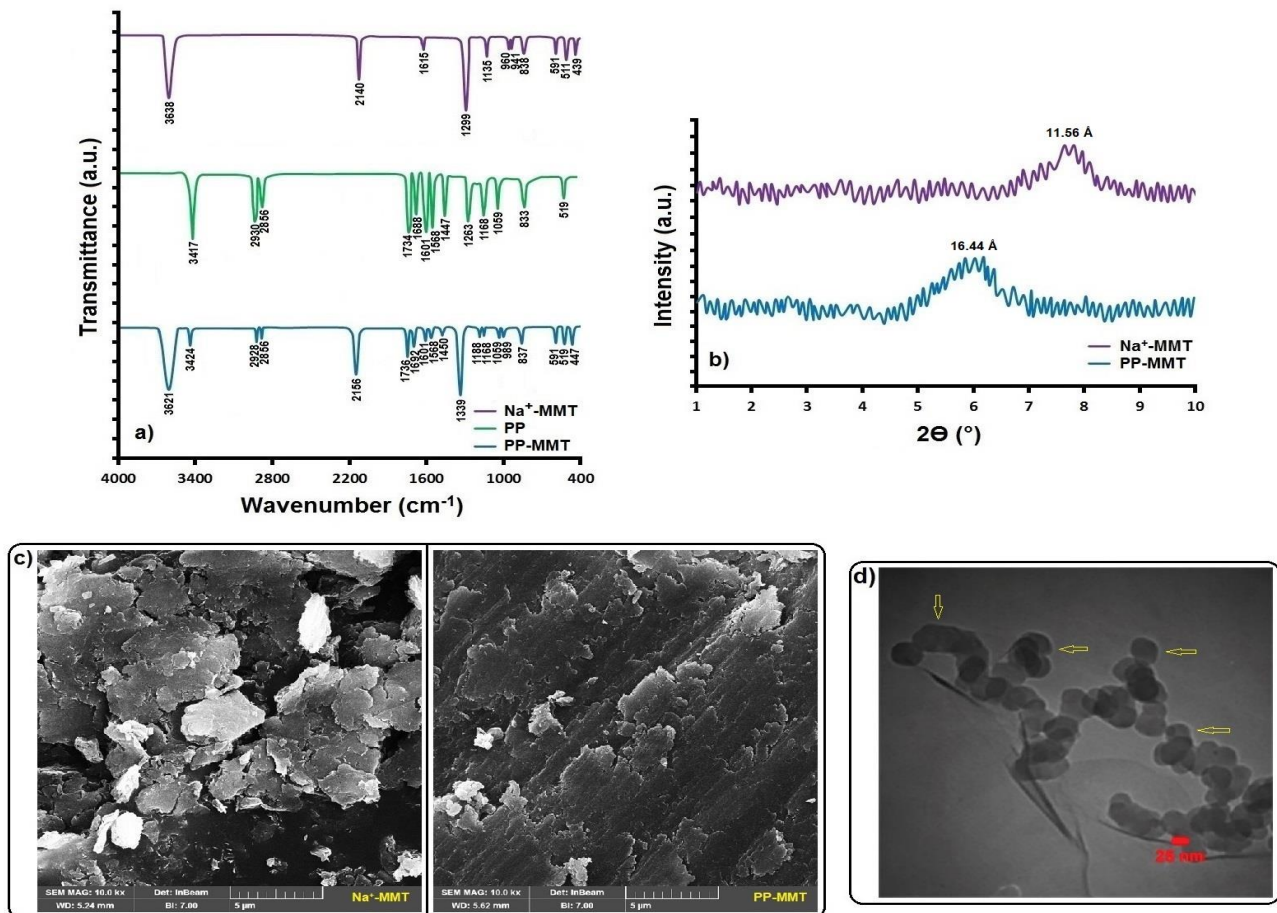 Transmittance (a.u.)
3638
2140
1615
1299
1135
960
941
838
591
511
439
3417
2930
2856
1734
1688
1601
1568
1447
1263
1168
1059
833
519
3621
3424
2928
2856
2156
1736
1692
1601
1568
1450
1339
1188
1168
1059
989
837
591
519
447
a)
Na⁺-MMT
PP
PP-MMT
4000 3400 2800 2200 1600 1000 400
Wavenumber (cm⁻¹)
Intensity (a.u.)
11.56 Å
16.44 Å
b)
Na⁺-MMT
PP-MMT
1 2 3 4 5 6 7 8 9 10
2Ɵ (°)
c)
SEM MAG: 10.0 kx Det: InBeam
WD: 5.24 mm BI: 7.00 5 µm
Na⁺-MMT
SEM MAG: 10.0 kx Det: InBeam
WD: 5.62 mm BI: 7.00 5 µm
PP-MMT
d)
26 nm